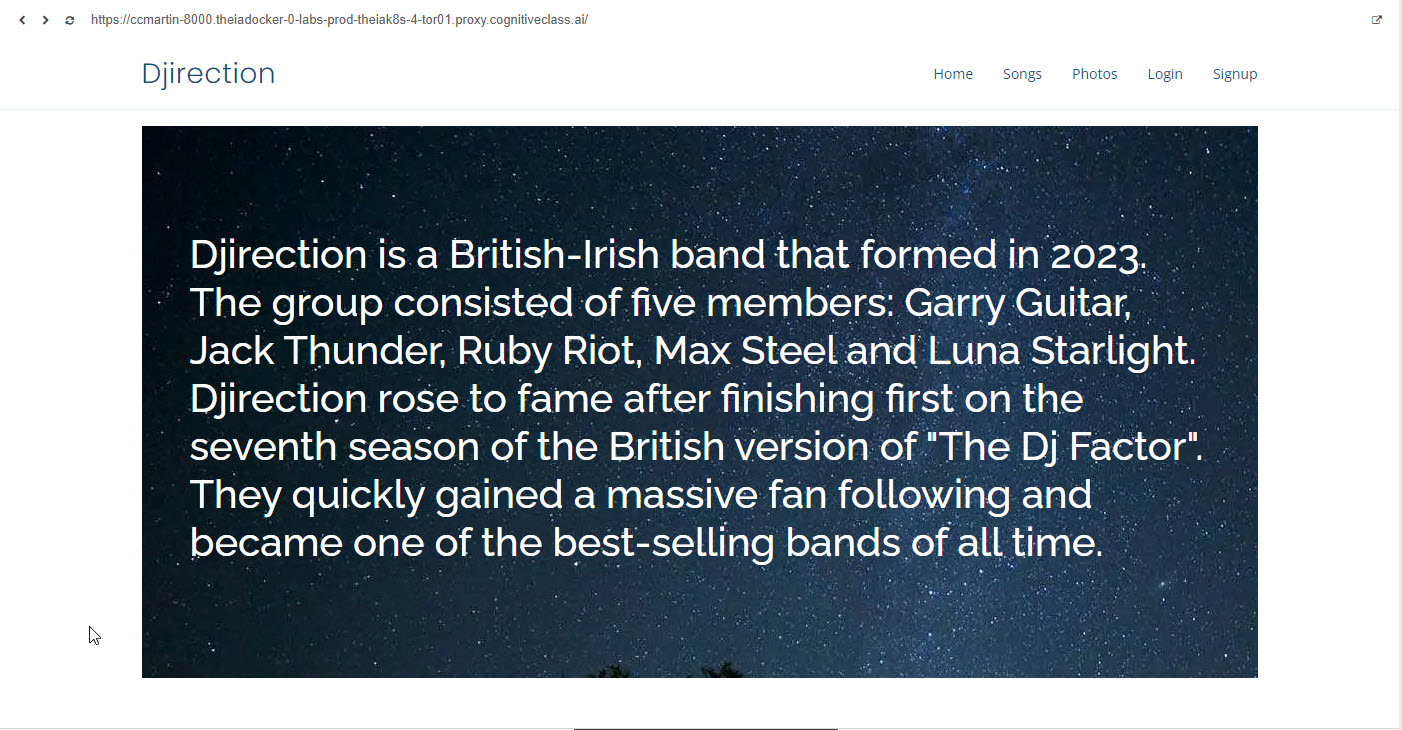 https://ccmartin-8000.theiadocker-0-labs-prod-theiak8s-4-tor01.proxy.cognitiveclass.ai/
Djirection
Home Songs Photos Login Signup
Djirection is a British-Irish band that formed in 2023.
The group consisted of five members: Garry Guitar,
Jack Thunder, Ruby Riot, Max Steel and Luna Starlight.
Djirection rose to fame after finishing first on the
seventh season of the British version of "The Dj Factor".
They quickly gained a massive fan following and
became one of the best-selling bands of all time.